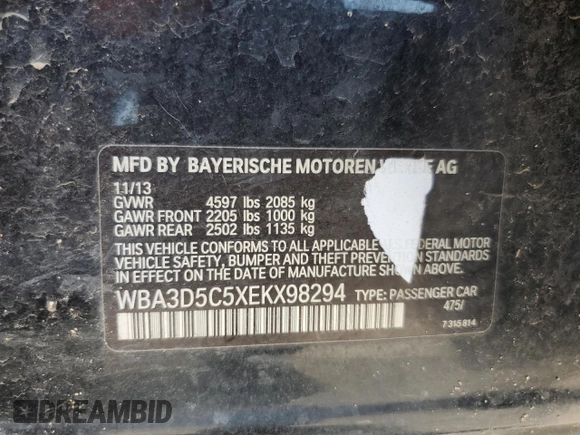 MFD BY BAYERISCHE MOTOREN AG
11/13
GVWR 4597 lbs 2085 kg
GAWR FRONT 2205 lbs 1000 kg
GAWR REAR 2502 lbs 1135 kg
THIS VEHICLE CONFORMS TO ALL APPLICABLE FEDERAL MOTOR
VEHICLE SAFETY, BUMPER AND THEFT PREVENTION STANDARDS
IN EFFECT ON THE DATE OF MANUFACTURE SHOWN ABOVE.
WBA3D5C5XEKX98294 TYPE: PASSENGER CAR
475/
7 315 814
DREAMBID